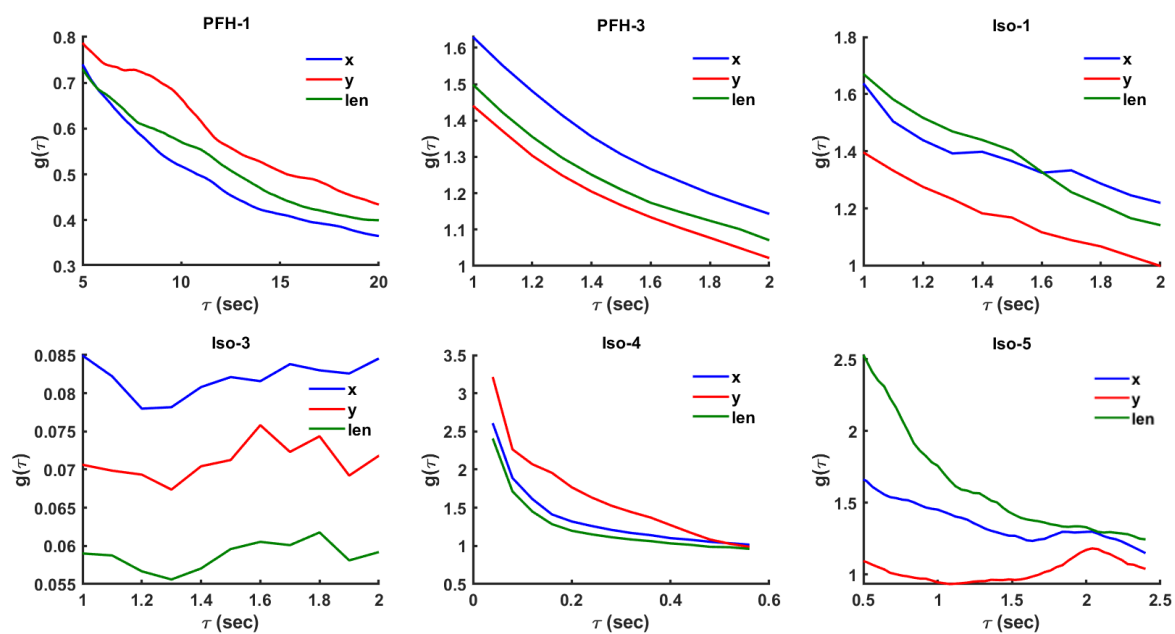 PFH-1
0.8
0.7
0.6
0.5
0.4
0.3
g(τ)
x
y
len
5
10
15
20
τ (sec)
PFH-3
1.6
1.5
1.4
1.3
1.2
1.1
1
g(τ)
x
y
len
1
1.2
1.4
1.6
1.8
2
τ (sec)
Iso-1
1.8
1.6
1.4
1.2
1
g(τ)
x
y
len
1
1.2
1.4
1.6
1.8
2
τ (sec)
Iso-3
0.085
0.08
0.075
0.07
0.065
0.06
0.055
g(τ)
x
y
len
1
1.2
1.4
1.6
1.8
2
τ (sec)
Iso-4
3.5
3
2.5
2
1.5
1
0.5
g(τ)
x
y
len
0
0.2
0.4
0.6
τ (sec)
Iso-5
2.5
2
1.5
1
g(τ)
x
y
len
0.5
1
1.5
2
2.5
τ (sec)